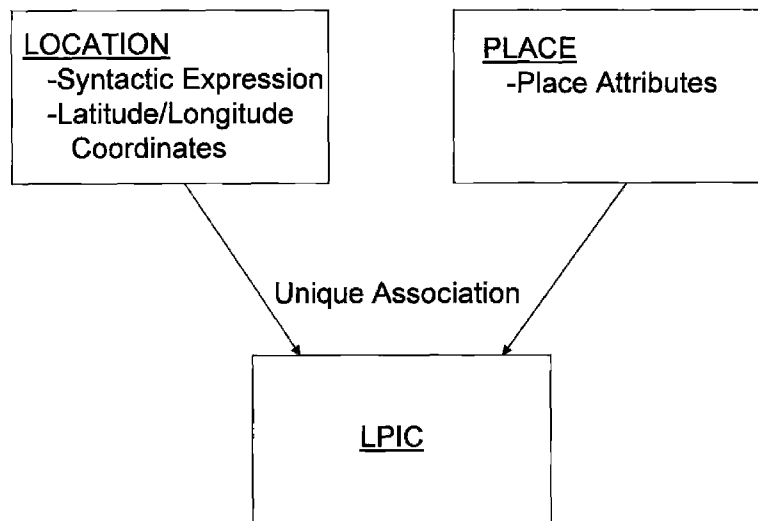 LOCATION
-Syntactic Expression
-Latitude/Longitude
Coordinates
PLACE
-Place Attributes
Unique Association
LPIC